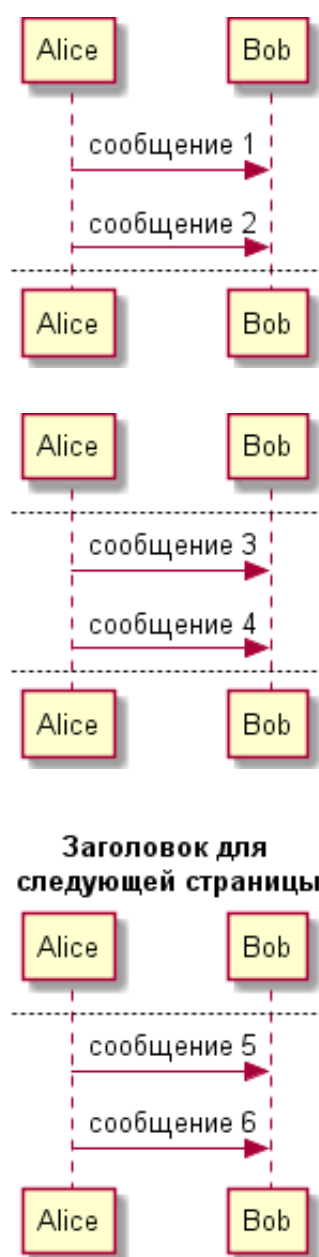 Alice Bob
сообщение 1
сообщение 2
Alice Bob
Alice Bob
сообщение 3
сообщение 4
Alice Bob
Заголовок для
следующей страницы
Alice Bob
сообщение 5
сообщение 6
Alice Bob